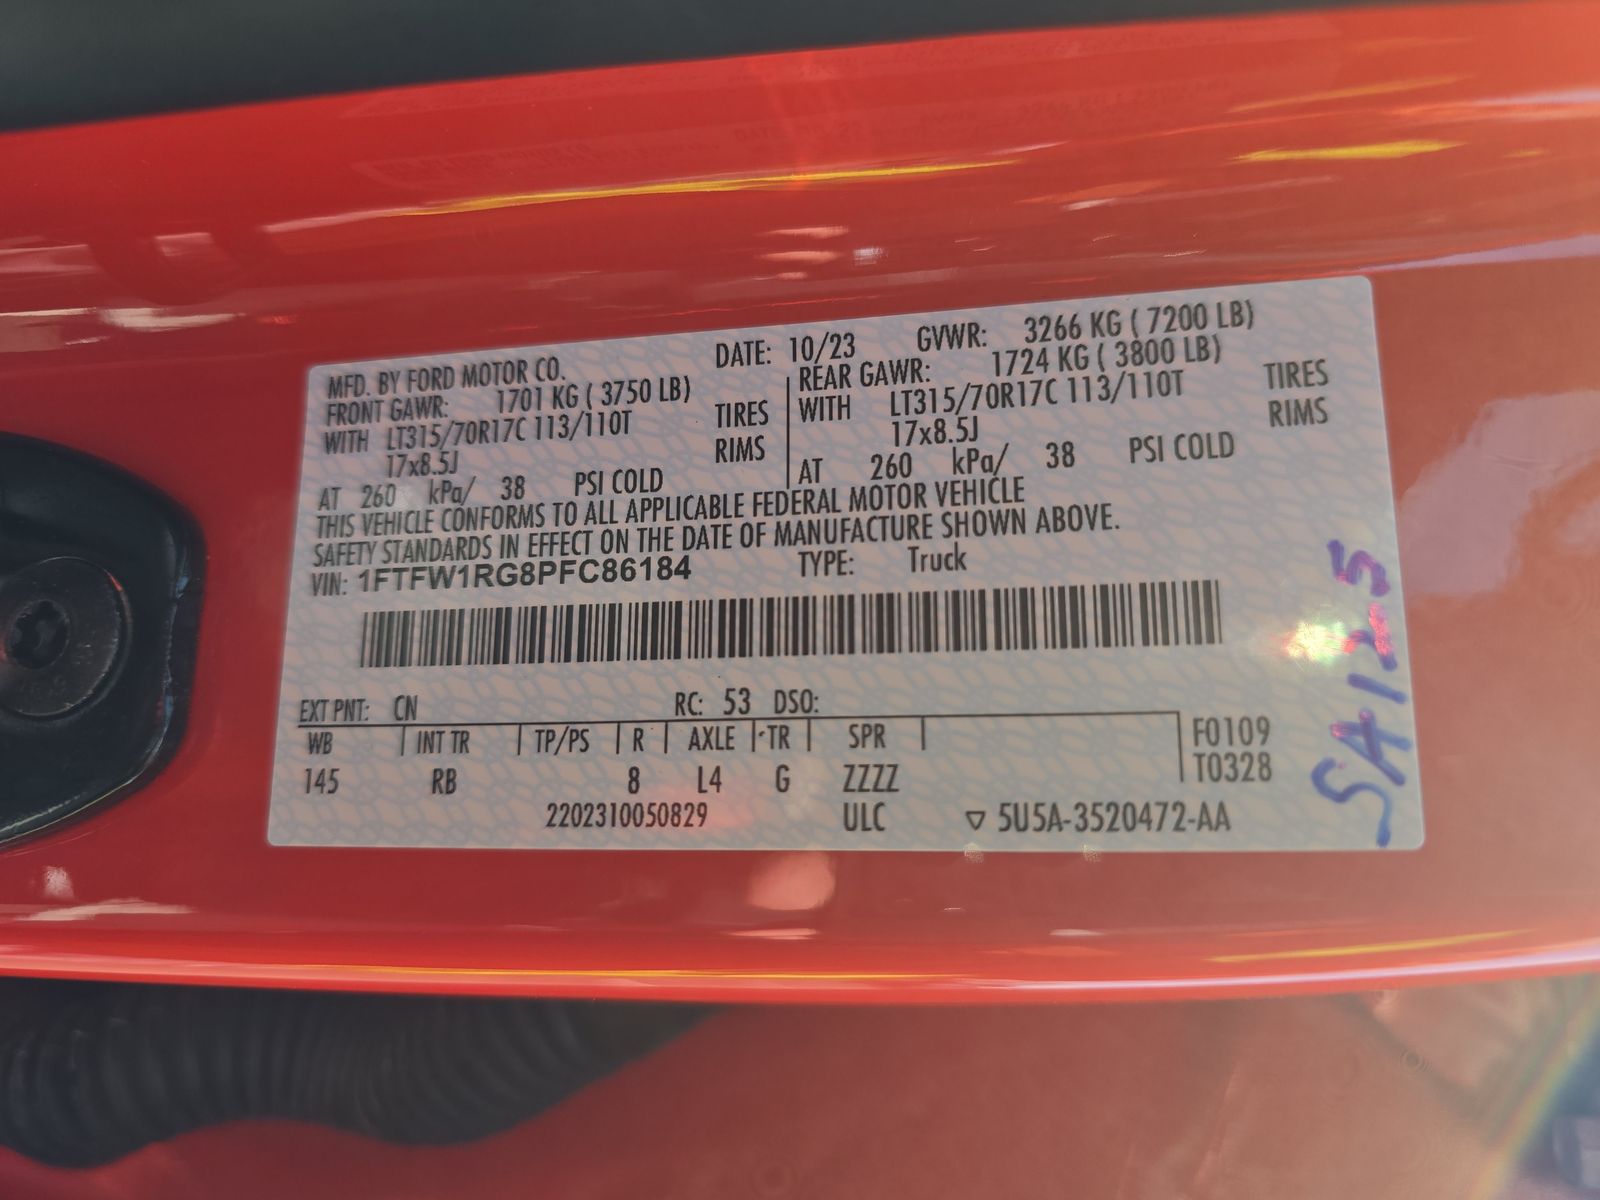 MFD. BY FORD MOTOR CO.
DATE: 10/23 GVWR: 3266 KG ( 7200 LB)
FRONT GAWR: 1701 KG ( 3750 LB)
WITH LT315/70R17C 113/110T TIRES
17x8.5J RIMS
AT 260 kPa/ 38 PSI COLD
REAR GAWR: 1724 KG ( 3800 LB)
WITH LT315/70R17C 113/110T TIRES
17x8.5J RIMS
AT 260 kPa/ 38 PSI COLD
THIS VEHICLE CONFORMS TO ALL APPLICABLE FEDERAL MOTOR VEHICLE
SAFETY STANDARDS IN EFFECT ON THE DATE OF MANUFACTURE SHOWN ABOVE.
VIN: 1FTFW1RG8PFC86184 TYPE: Truck
EXT PNT: CN RC: 53 DSO:
WB INT TR TP/PS R AXLE TR SPR F0109
145 RB 8 L4 G ZZZZ T0328
2202310050829 ULC ▽ 5U5A-3520472-AA
SA125